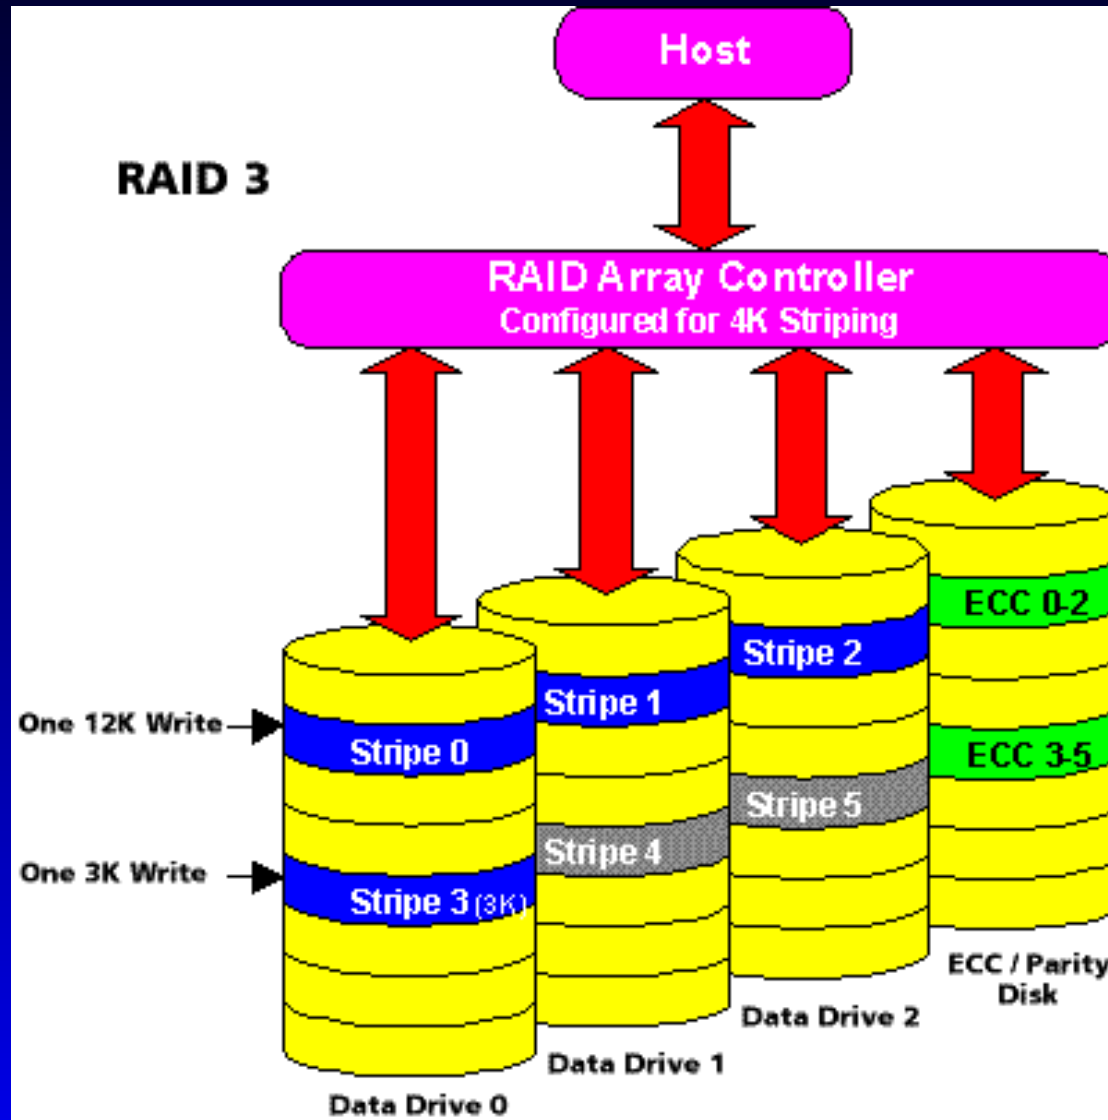 Host
RAID 3
RAID Array Controller
Configured for 4K Striping
ECC 0-2
Stripe 2
Stripe 1
One 12K Write
Stripe 0
ECC 3-5
Stripe 5
Stripe 4
One 3K Write
Stripe 3 (3K)
ECC / Parity
Disk
Data Drive 2
Data Drive 1
Data Drive 0